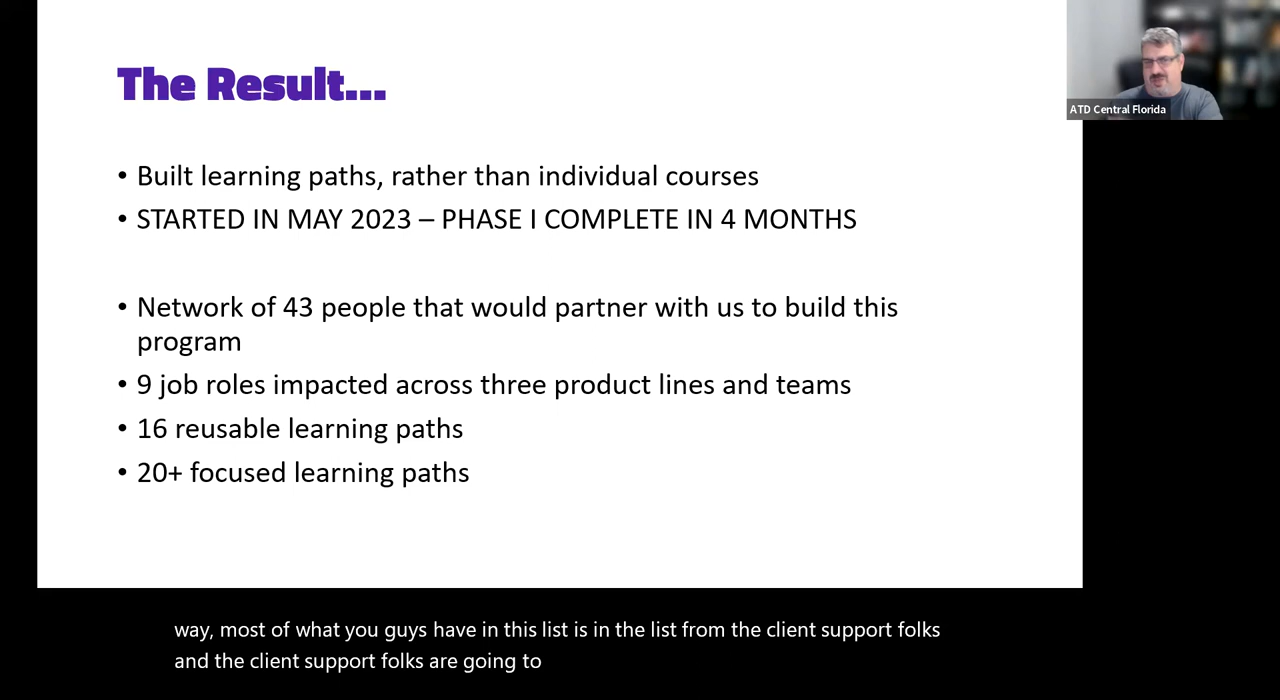 The Result...
ATD Central Florida
• Built learning paths, rather than individual courses
• STARTED IN MAY 2023 – PHASE I COMPLETE IN 4 MONTHS
• Network of 43 people that would partner with us to build this
program
• 9 job roles impacted across three product lines and teams
• 16 reusable learning paths
• 20+ focused learning paths
way, most of what you guys have in this list is in the list from the client support folks
and the client support folks are going to